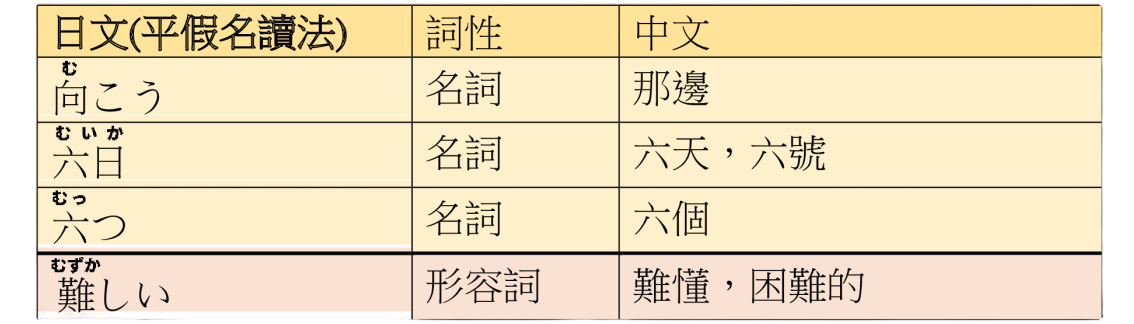 日文(平假名讀法) 詞性 中文
む
向こう 名詞 那邊
むいか
六日 名詞 六天，六號
むっ
六つ 名詞 六個
むずか
難しい 形容詞 難懂，困難的